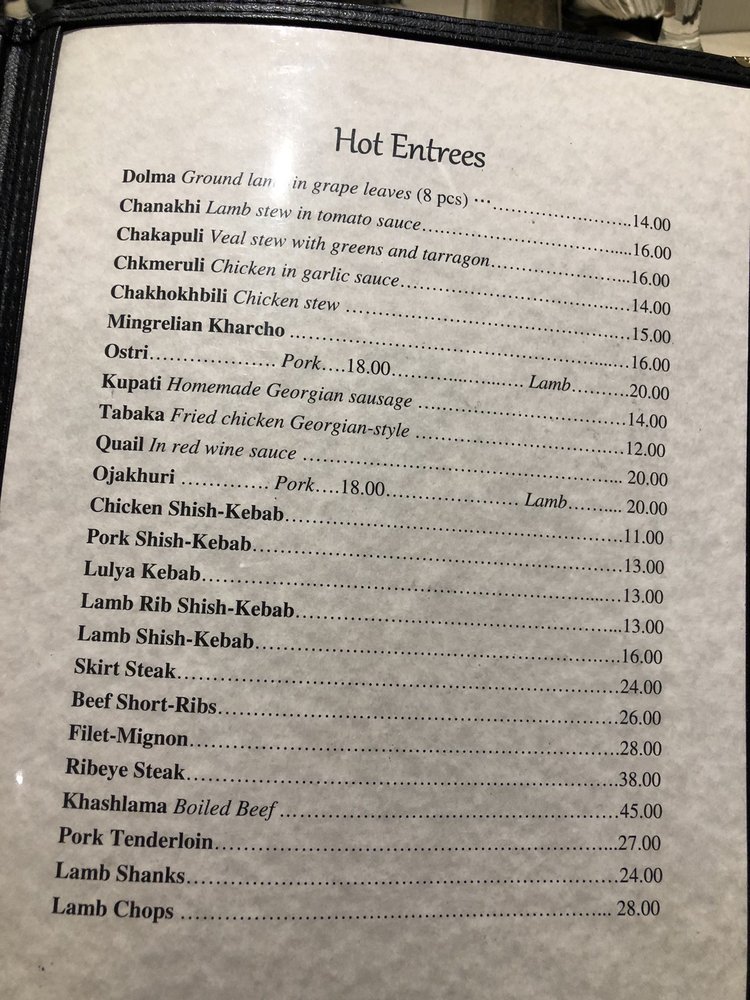 Hot Entrees
Dolma Ground lamb in grape leaves (8 pcs) ........................14.00
Chanakhi Lamb stew in tomato sauce........................16.00
Chakapuli Veal stew with greens and tarragon........................16.00
Chkmeruli Chicken in garlic sauce........................14.00
Chakhokhbili Chicken stew ........................15.00
Mingrelian Kharcho ........................16.00
Ostri.................... Pork....18.00........................ Lamb..........20.00
Kupati Homemade Georgian sausage ........................14.00
Tabaka Fried chicken Georgian-style ........................12.00
Quail In red wine sauce ........................ 20.00
Ojakhuri .............. Pork....18.00........................ Lamb.......... 20.00
Chicken Shish-Kebab........................11.00
Pork Shish-Kebab........................13.00
Lulya Kebab........................13.00
Lamb Rib Shish-Kebab........................13.00
Lamb Shish-Kebab........................16.00
Skirt Steak........................24.00
Beef Short-Ribs........................26.00
Filet-Mignon........................28.00
Ribeye Steak........................38.00
Khashlama Boiled Beef ........................45.00
Pork Tenderloin........................27.00
Lamb Shanks........................24.00
Lamb Chops ........................ 28.00